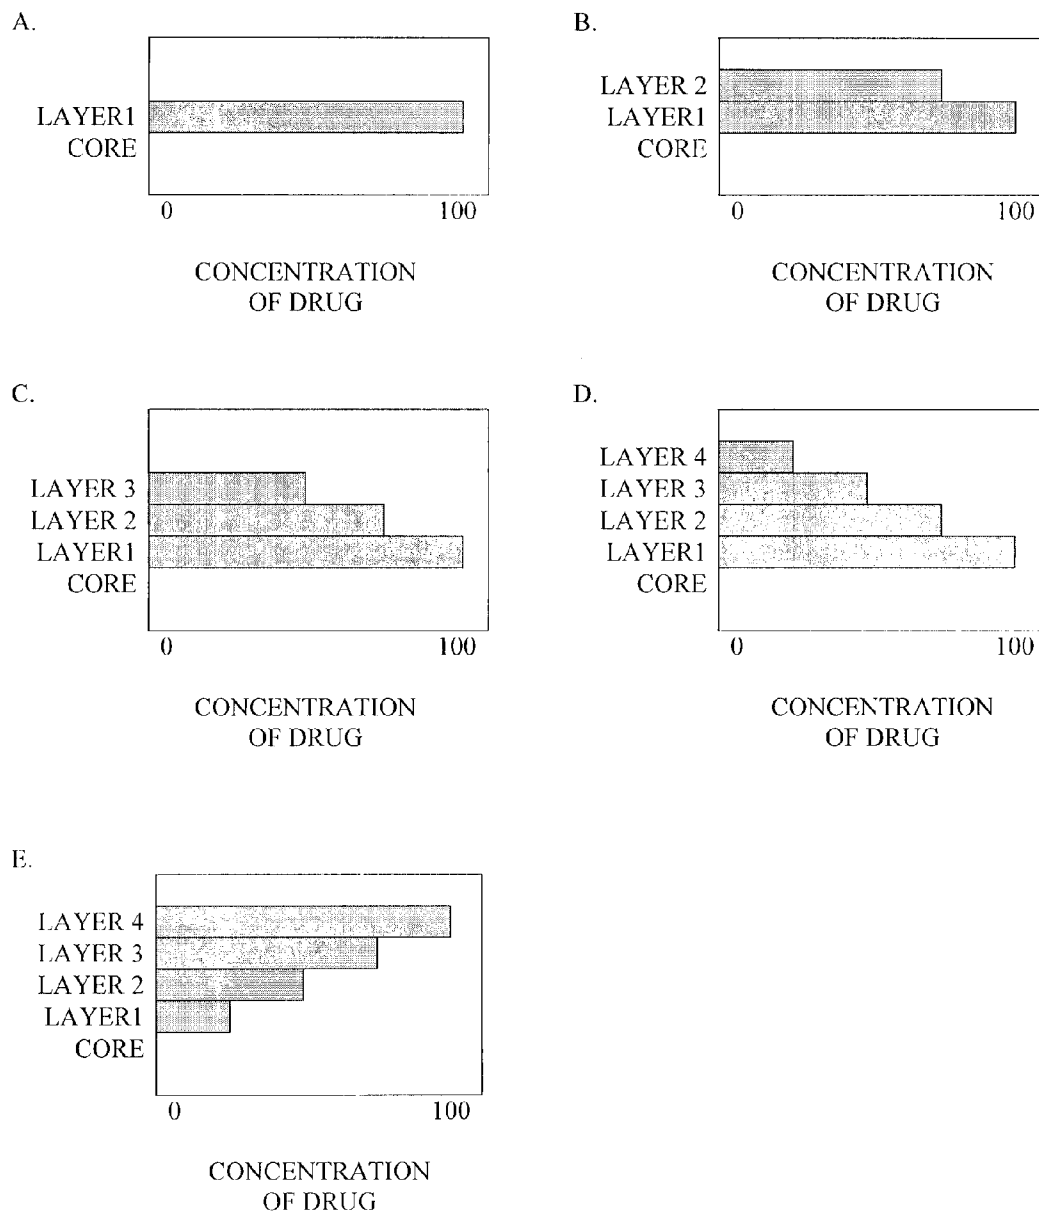 A.
LAYER1
CORE
0 100
CONCENTRATION
OF DRUG
B.
LAYER 2
LAYER1
CORE
0 100
CONCENTRATION
OF DRUG
C.
LAYER 3
LAYER 2
LAYER1
CORE
0 100
CONCENTRATION
OF DRUG
D.
LAYER 4
LAYER 3
LAYER 2
LAYER1
CORE
0 100
CONCENTRATION
OF DRUG
E.
LAYER 4
LAYER 3
LAYER 2
LAYER1
CORE
0 100
CONCENTRATION
OF DRUG